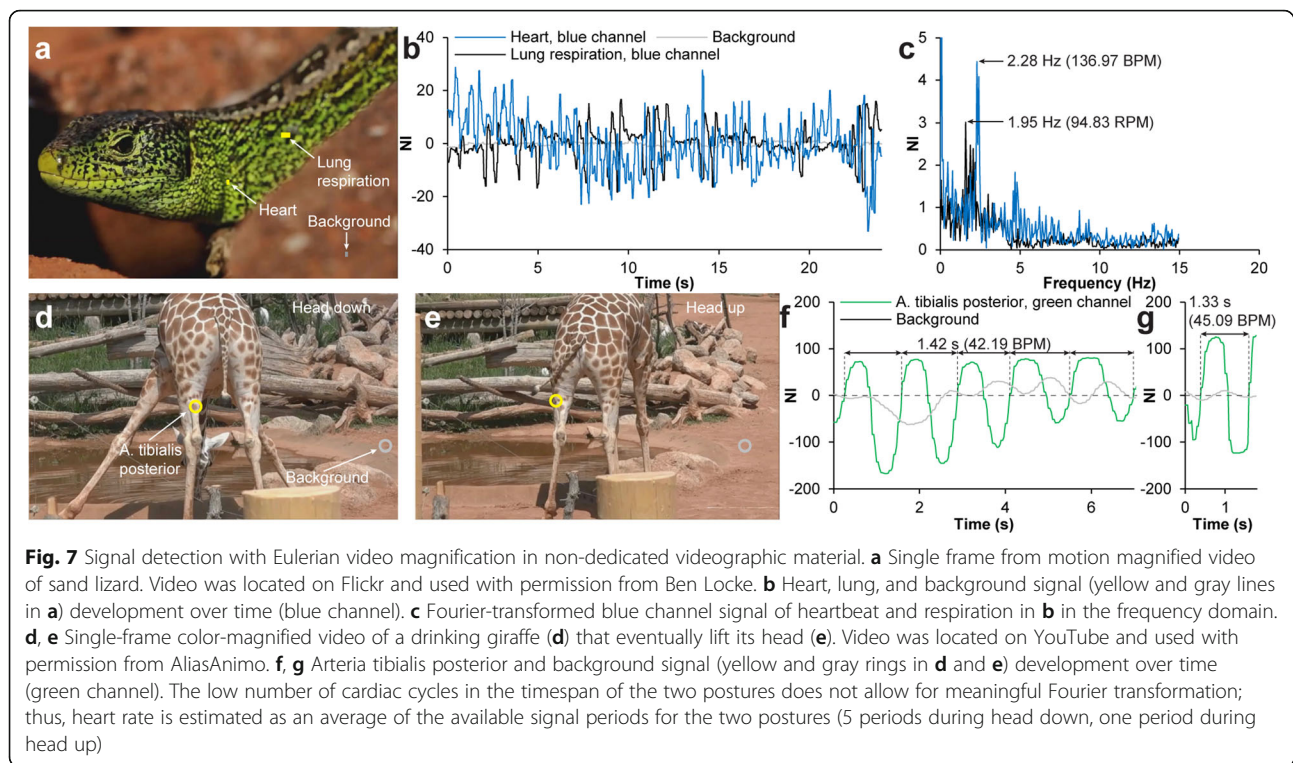 a
Lung
respiration
Heart
Background
b
Heart, blue channel
Background
Lung respiration, blue channel
40
20
0
-20
-40
NI
0
5
10
15
20
Time (s)
c
5
4
3
2
1
0
NI
2.28 Hz (136.97 BPM)
1.95 Hz (94.83 RPM)
0
5
10
15
20
Frequency (Hz)
d
Head down
A. tibialis
posterior
Background
e
Head up
f
A. tibialis posterior, green channel
Background
1.42 s (42.19 BPM)
200
100
0
-100
-200
NI
0
2
4
6
Time (s)
g
1.33 s
(45.09 BPM)
200
100
0
-100
-200
NI
0
1
Time (s)
Fig. 7 Signal detection with Eulerian video magnification in non-dedicated videographic material. a Single frame from motion magnified video
of sand lizard. Video was located on Flickr and used with permission from Ben Locke. b Heart, lung, and background signal (yellow and gray lines
in a) development over time (blue channel). c Fourier-transformed blue channel signal of heartbeat and respiration in b in the frequency domain.
d, e Single-frame color-magnified video of a drinking giraffe (d) that eventually lift its head (e). Video was located on YouTube and used with
permission from AliasAnimo. f, g Arteria tibialis posterior and background signal (yellow and gray rings in d and e) development over time
(green channel). The low number of cardiac cycles in the timespan of the two postures does not allow for meaningful Fourier transformation;
thus, heart rate is estimated as an average of the available signal periods for the two postures (5 periods during head down, one period during
head up)